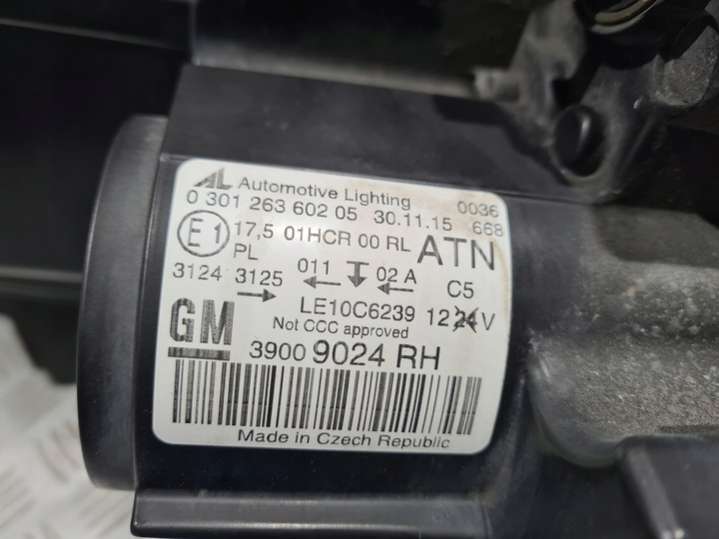 AL Automotive Lighting 0036
0 301 263 602 05 30.11.15 668
E1 17,5 01HCR 00 RL ATN
PL
3124 3125 011 02 A C5
LE10C6239 12 24 V
GM Not CCC approved
3900 9024 RH
Made in Czech Republic